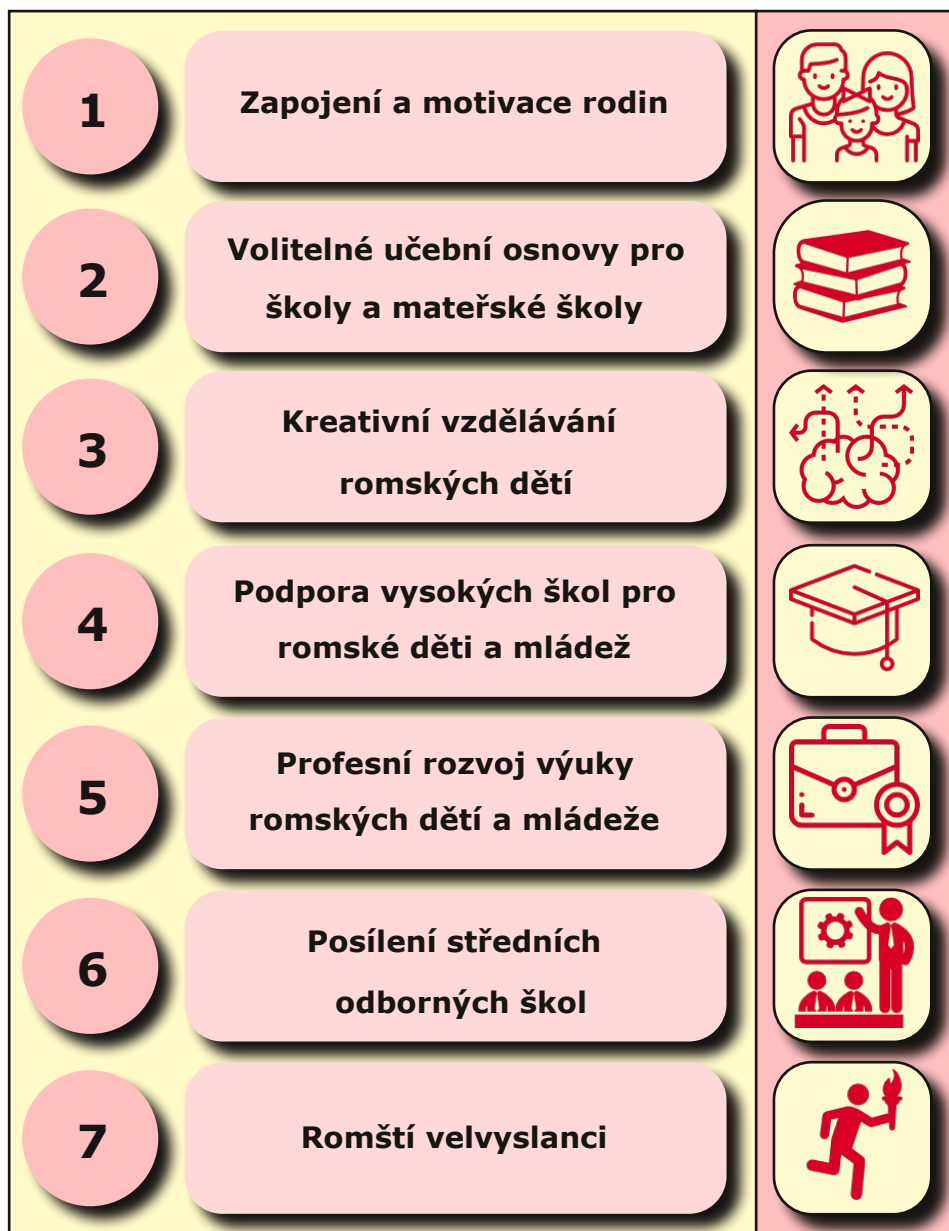 1
Zapojení a motivace rodin
2
Volitelné učební osnovy pro
školy a mateřské školy
3
Kreativní vzdělávání
romských dětí
4
Podpora vysokých škol pro
romské děti a mládež
5
Profesní rozvoj výuky
romských dětí a mládeže
6
Posílení středních
odborných škol
7
Romští velvyslanci